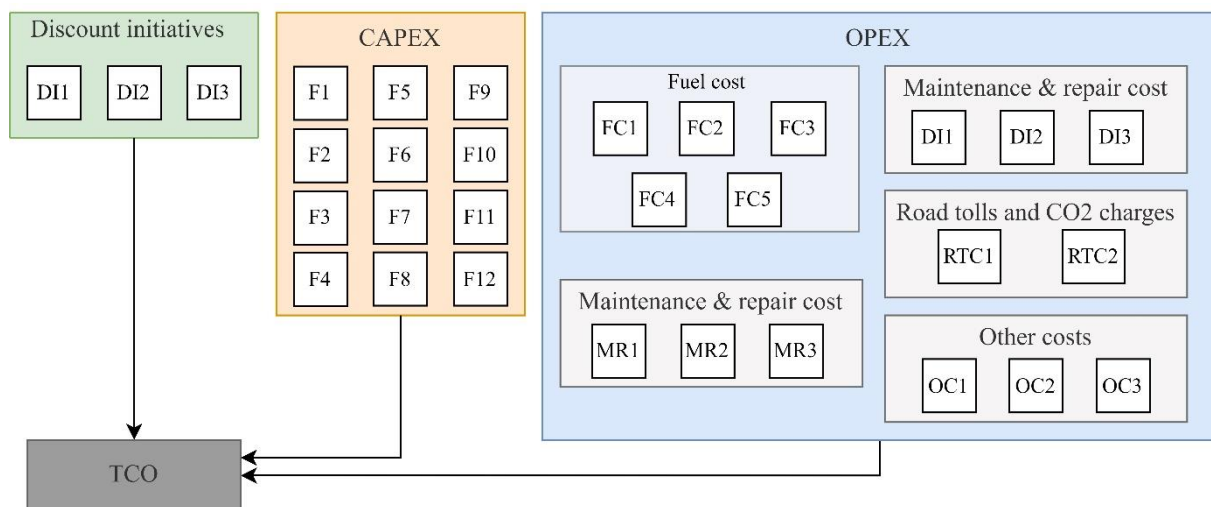 Discount initiatives
DI1 DI2 DI3
CAPEX
F1 F5 F9
F2 F6 F10
F3 F7 F11
F4 F8 F12
OPEX
Fuel cost
FC1 FC2 FC3
FC4 FC5
Maintenance & repair cost
DI1 DI2 DI3
Road tolls and CO2 charges
RTC1 RTC2
Maintenance & repair cost
MR1 MR2 MR3
Other costs
OC1 OC2 OC3
TCO